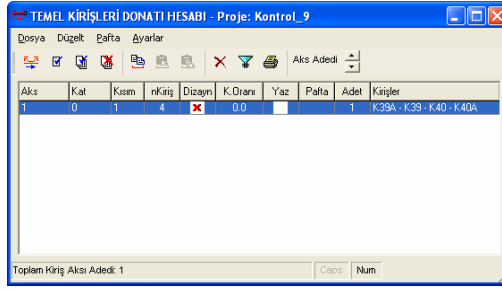 TEMEL KİRİŞLERİ DONATI HESABI - Proje: Kontrol_9
Dosya Düzelt Pafta Ayarlar
Aks Adedi
Aks Kat Kısım nKiriş Dizayn K.Oranı Yaz Pafta Adet Kirişler
1 0 1 4 0.0 1 K39A - K39 - K40 - K40A
Toplam Kiriş Aksı Adedi: 1 Caps Num